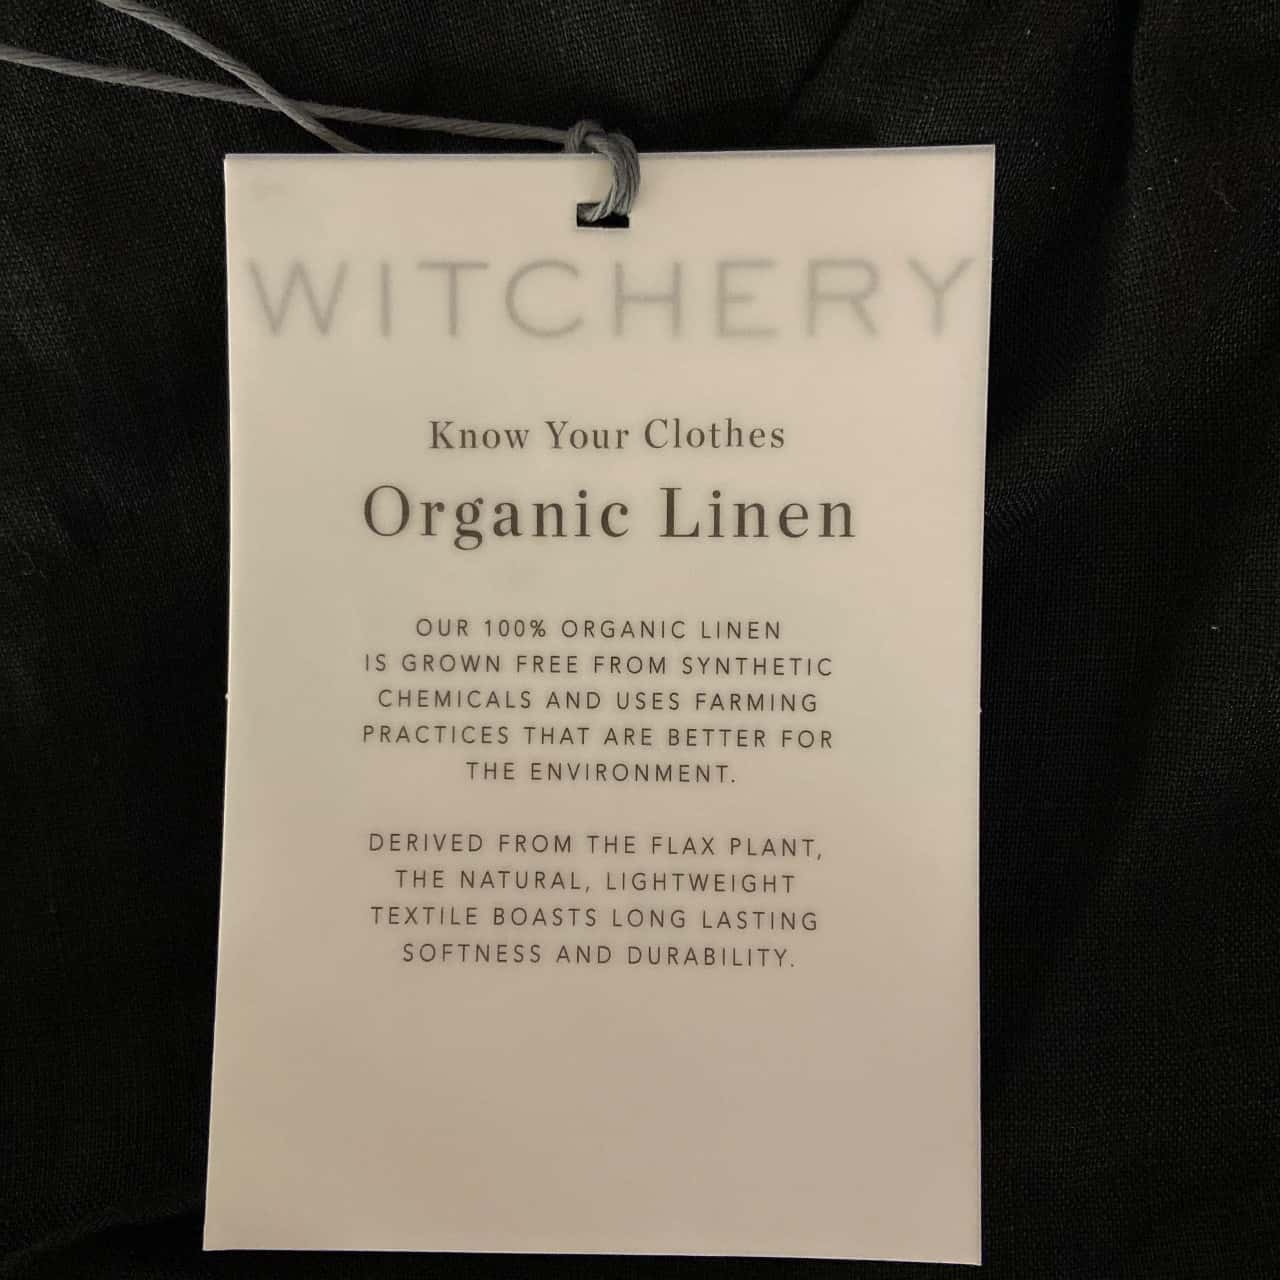 WITCHERY
Know Your Clothes
Organic Linen
OUR 100% ORGANIC LINEN
IS GROWN FREE FROM SYNTHETIC
CHEMICALS AND USES FARMING
PRACTICES THAT ARE BETTER FOR
THE ENVIRONMENT.
DERIVED FROM THE FLAX PLANT,
THE NATURAL, LIGHTWEIGHT
TEXTILE BOASTS LONG LASTING
SOFTNESS AND DURABILITY.